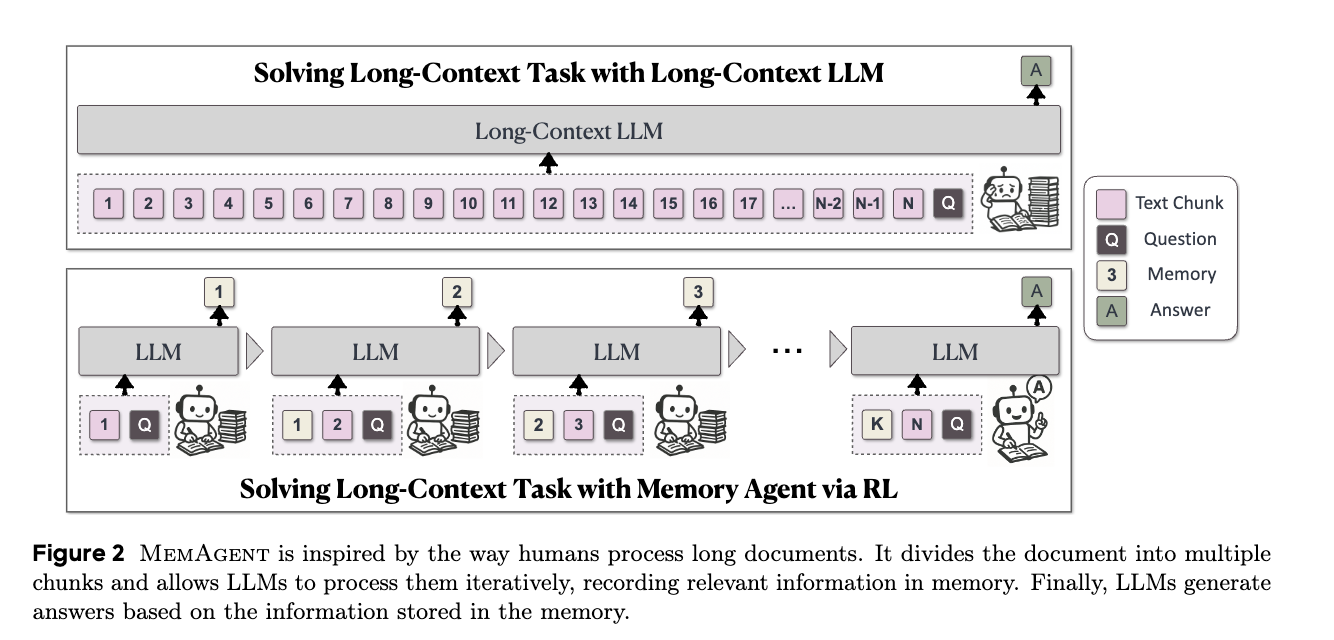 Solving Long-Context Task with Long-Context LLM
A
Long-Context LLM
1 2 3 4 5 6 7 8 9 10 11 12 13 14 15 16 17 ... N-2 N-1 N Q
Text Chunk
Q Question
3 Memory
A Answer
1 2 3 A
LLM LLM LLM ... LLM
A
1 Q 1 2 Q 2 3 Q K N Q
Solving Long-Context Task with Memory Agent via RL
Figure 2 MEMAGENT is inspired by the way humans process long documents. It divides the document into multiple
chunks and allows LLMs to process them iteratively, recording relevant information in memory. Finally, LLMs generate
answers based on the information stored in the memory.